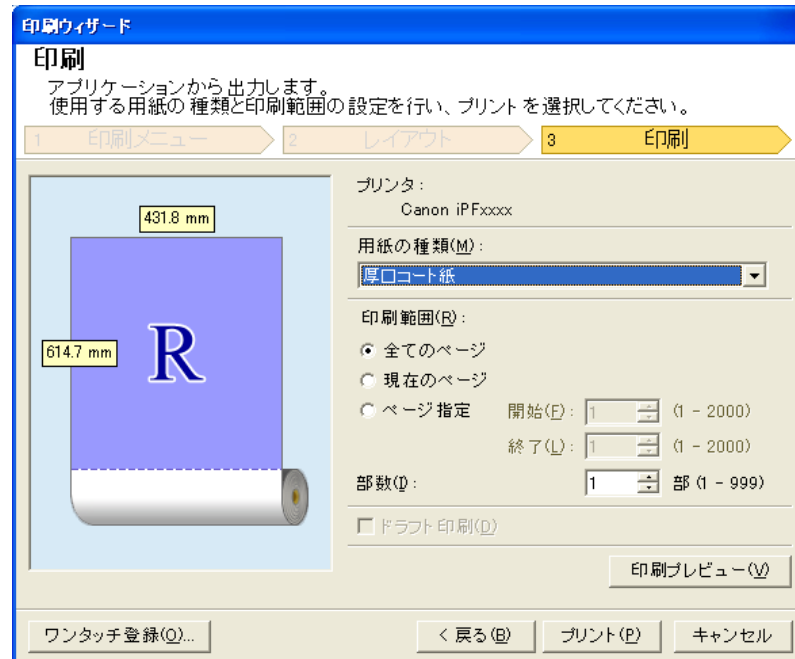 印刷ウィザード
印刷
アプリケーションから出力します。
使用する用紙の種類と印刷範囲の設定を行い、プリントを選択してください。
1 印刷メニュー 2 レイアウト 3 印刷
プリンタ:
Canon iPFxxxx
431.8 mm
用紙の種類(M):
厚口コート紙
印刷範囲(R):
R
614.7 mm
全てのページ
現在のページ
ページ指定 開始(F): 1 (1 - 2000)
終了(L): 1 (1 - 2000)
部数(I): 1 部 (1 - 999)
ドラフト印刷(D)
印刷プレビュー(V)
ワンタッチ登録(O)... < 戻る(B) プリント(P) キャンセル